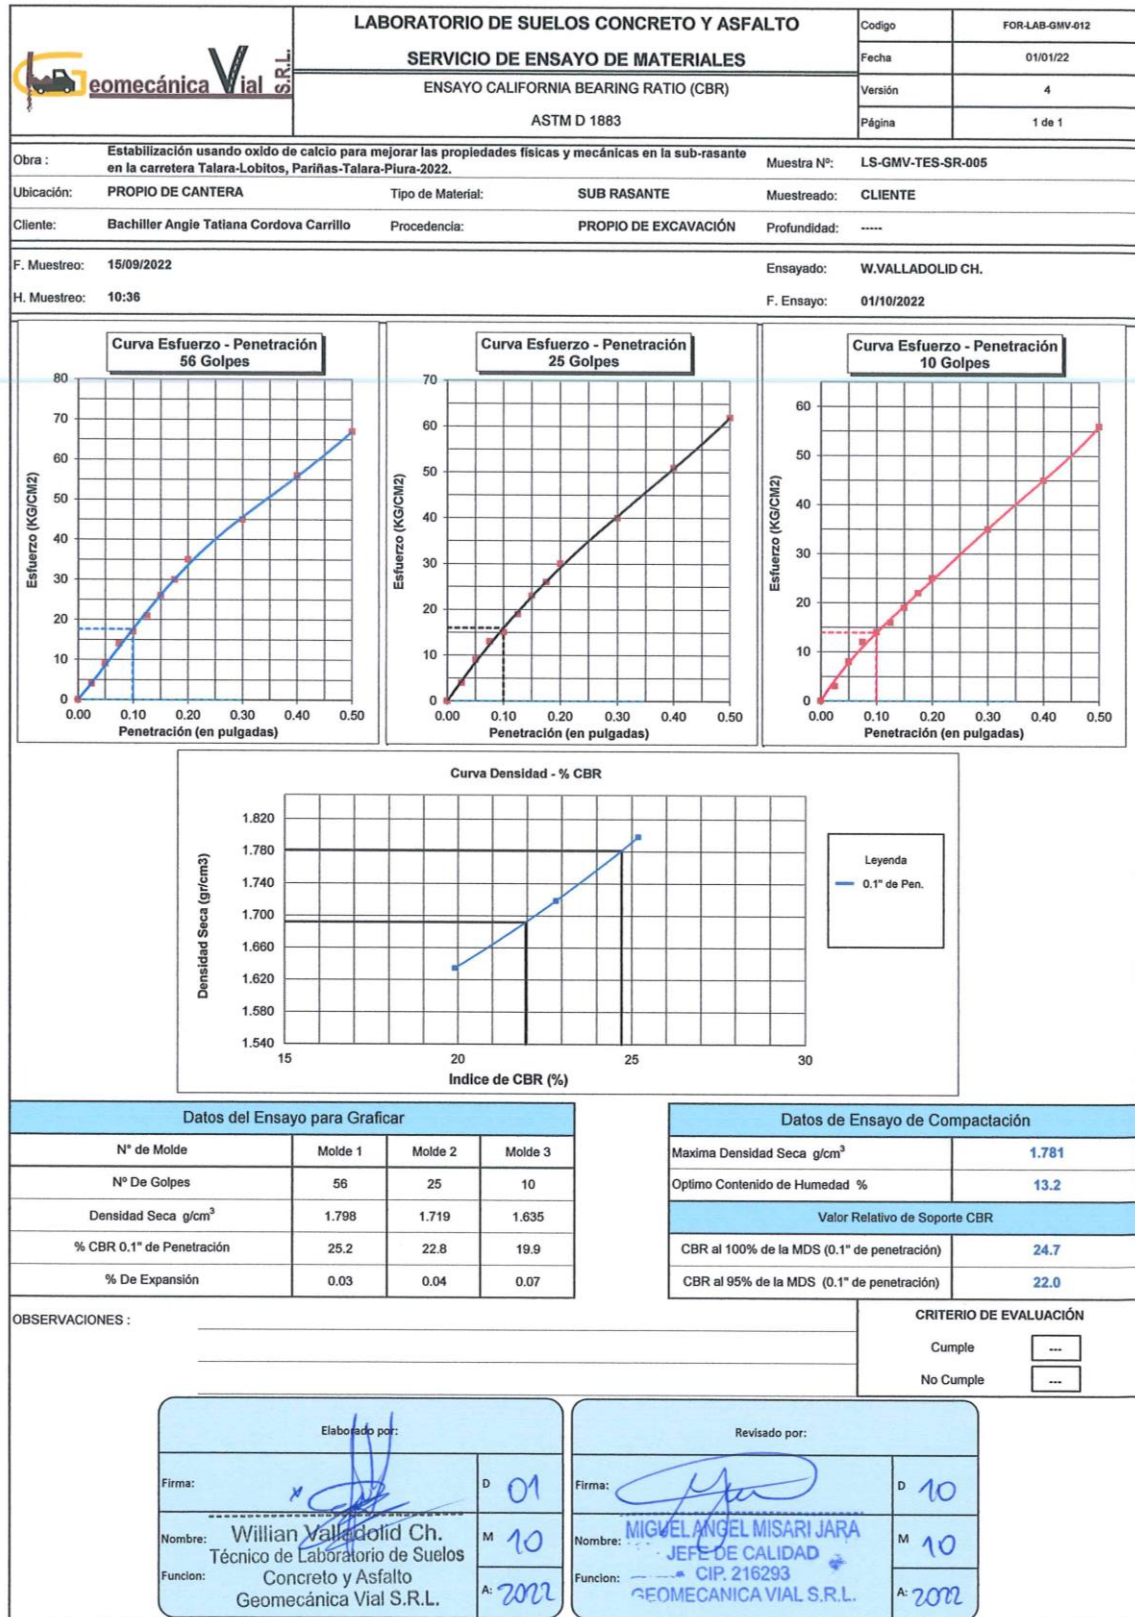 Geomecánica Vial S.R.L.
LABORATORIO DE SUELOS CONCRETO Y ASFALTO
SERVICIO DE ENSAYO DE MATERIALES
ENSAYO CALIFORNIA BEARING RATIO (CBR)
ASTM D 1883
Codigo FOR-LAB-GMV-012
Fecha 01/01/22
Versión 4
Página 1 de 1
Obra : Estabilización usando oxido de calcio para mejorar las propiedades físicas y mecánicas en la sub-rasante
en la carretera Talara-Lobitos, Pariñas-Talara-Piura-2022.
Muestra Nº: LS-GMV-TES-SR-005
Ubicación: PROPIO DE CANTERA Tipo de Material: SUB RASANTE Muestreado: CLIENTE
Cliente: Bachiller Angie Tatiana Cordova Carrillo Procedencia: PROPIO DE EXCAVACIÓN Profundidad: -----
F. Muestreo: 15/09/2022 Ensayado: W.VALLADOLID CH.
H. Muestreo: 10:36 F. Ensayo: 01/10/2022
Curva Esfuerzo - Penetración
56 Golpes
80
70
60
50
40
30
20
10
0
Esfuerzo (KG/CM2)
0.00 0.10 0.20 0.30 0.40 0.50
Penetración (en pulgadas)
Curva Esfuerzo - Penetración
25 Golpes
70
60
50
40
30
20
10
0
Esfuerzo (KG/CM2)
0.00 0.10 0.20 0.30 0.40 0.50
Penetración (en pulgadas)
Curva Esfuerzo - Penetración
10 Golpes
60
50
40
30
20
10
0
Esfuerzo (KG/CM2)
0.00 0.10 0.20 0.30 0.40 0.50
Penetración (en pulgadas)
Curva Densidad - % CBR
1.820
1.780
1.740
1.700
1.660
1.620
1.580
1.540
Densidad Seca (gr/cm3)
15 20 25 30
Indice de CBR (%)
Leyenda
0.1" de Pen.
Datos del Ensayo para Graficar
N° de Molde Molde 1 Molde 2 Molde 3
Nº De Golpes 56 25 10
Densidad Seca g/cm³ 1.798 1.719 1.635
% CBR 0.1" de Penetración 25.2 22.8 19.9
% De Expansión 0.03 0.04 0.07
Datos de Ensayo de Compactación
Maxima Densidad Seca g/cm³ 1.781
Optimo Contenido de Humedad % 13.2
Valor Relativo de Soporte CBR
CBR al 100% de la MDS (0.1" de penetración) 24.7
CBR al 95% de la MDS (0.1" de penetración) 22.0
OBSERVACIONES :
CRITERIO DE EVALUACIÓN
Cumple ---
No Cumple ---
Elaborado por:
Firma: D 01
Nombre: Willian Valladolid Ch. M 10
Técnico de Laboratorio de Suelos
Funcion: Concreto y Asfalto
Geomecánica Vial S.R.L. A: 2022
Revisado por:
Firma: D 10
Nombre: MIGUEL ANGEL MISARI JARA M 10
JEFE DE CALIDAD
Funcion: CIP. 216293
GEOMECANICA VIAL S.R.L. A: 2022